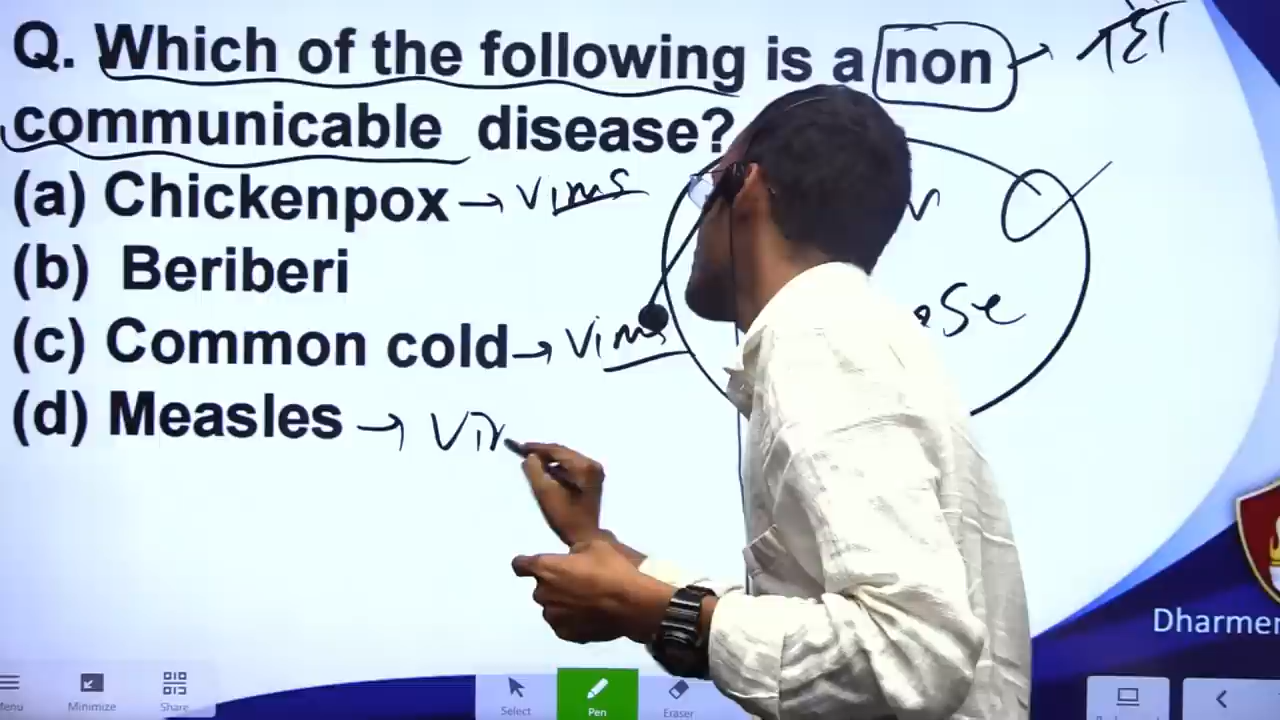 Q. Which of the following is a non → नहीं
communicable disease?
(a) Chickenpox → virus
(b) Beriberi
(c) Common cold → virus
(d) Measles → Vir
Menu Minimize Share Select Pen Eraser
Dharmen